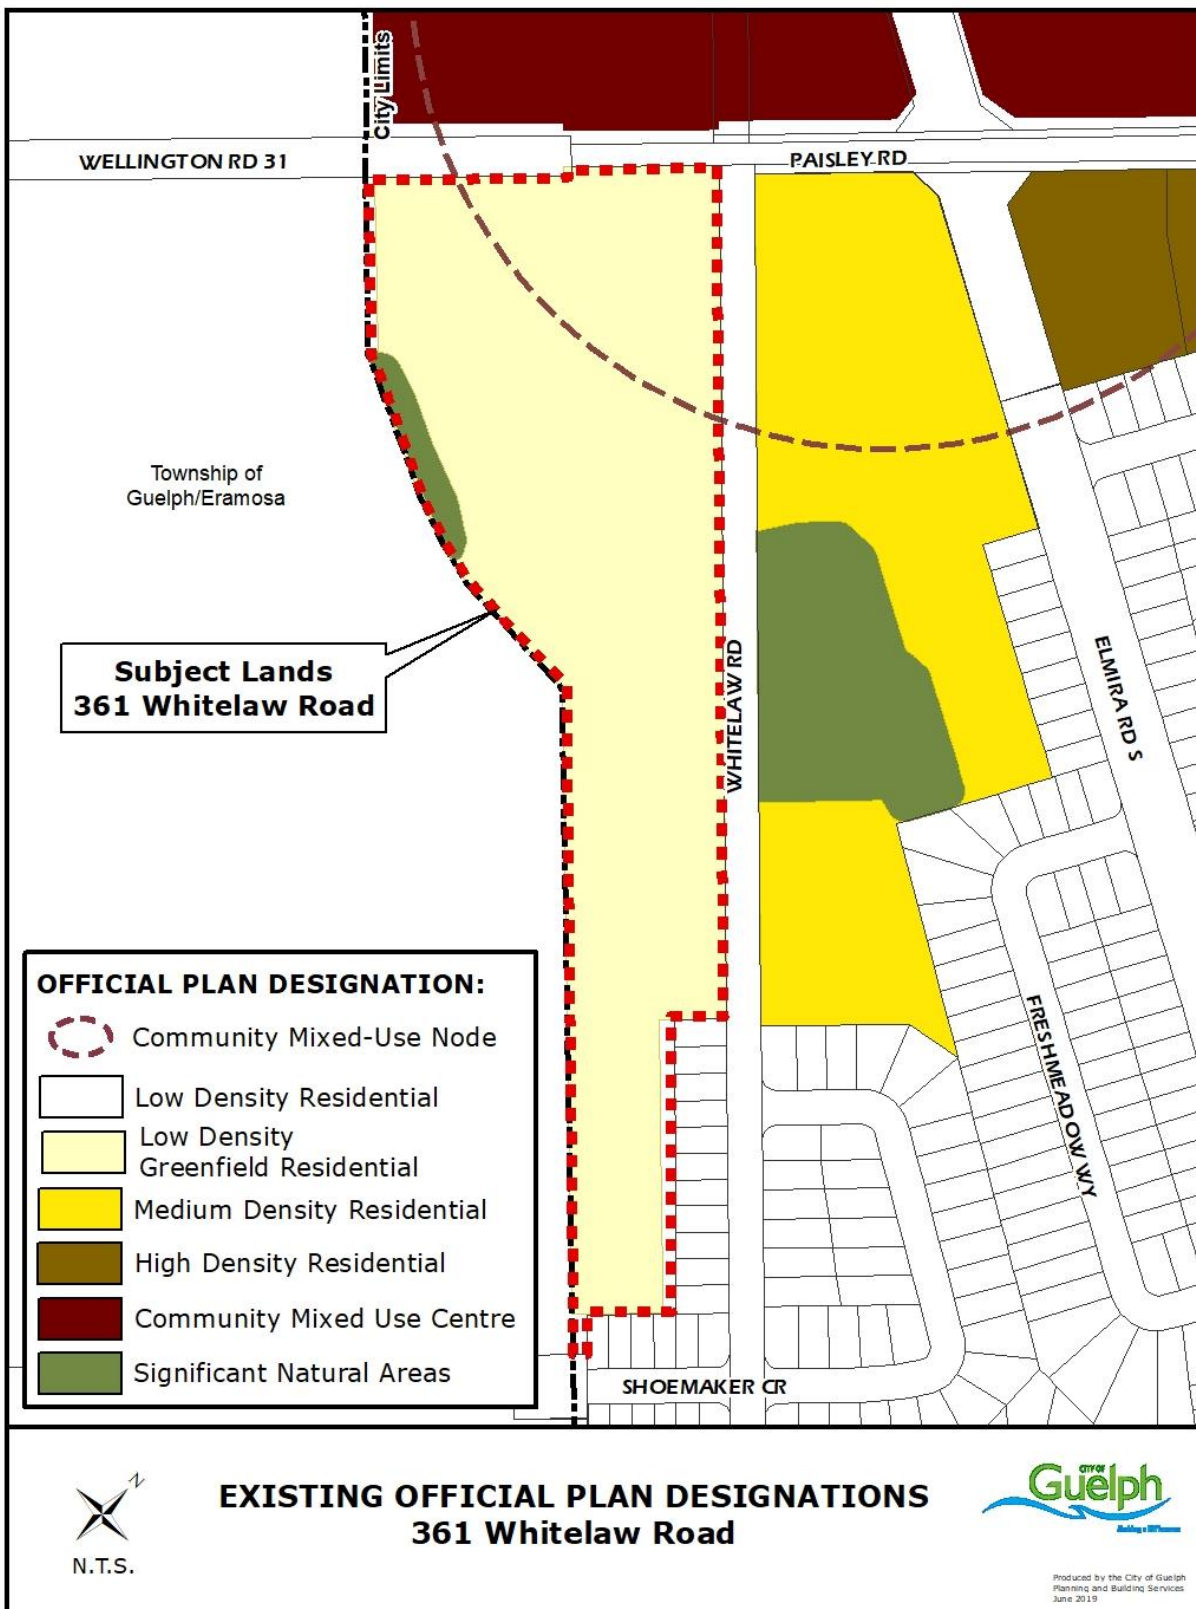 City Limits
WELLINGTON RD 31
PAISLEY RD
Township of
Guelph/Eramosa
Subject Lands
361 Whitelaw Road
WHITELAW RD
ELMIRA RD S
FRESHMEADOW WY
SHOEMAKER CR
OFFICIAL PLAN DESIGNATION:
Community Mixed-Use Node
Low Density Residential
Low Density
Greenfield Residential
Medium Density Residential
High Density Residential
Community Mixed Use Centre
Significant Natural Areas
N
N.T.S.
EXISTING OFFICIAL PLAN DESIGNATIONS
361 Whitelaw Road
CITY OF
Guelph
Making a Difference
Produced by the City of Guelph
Planning and Building Services
June 2019